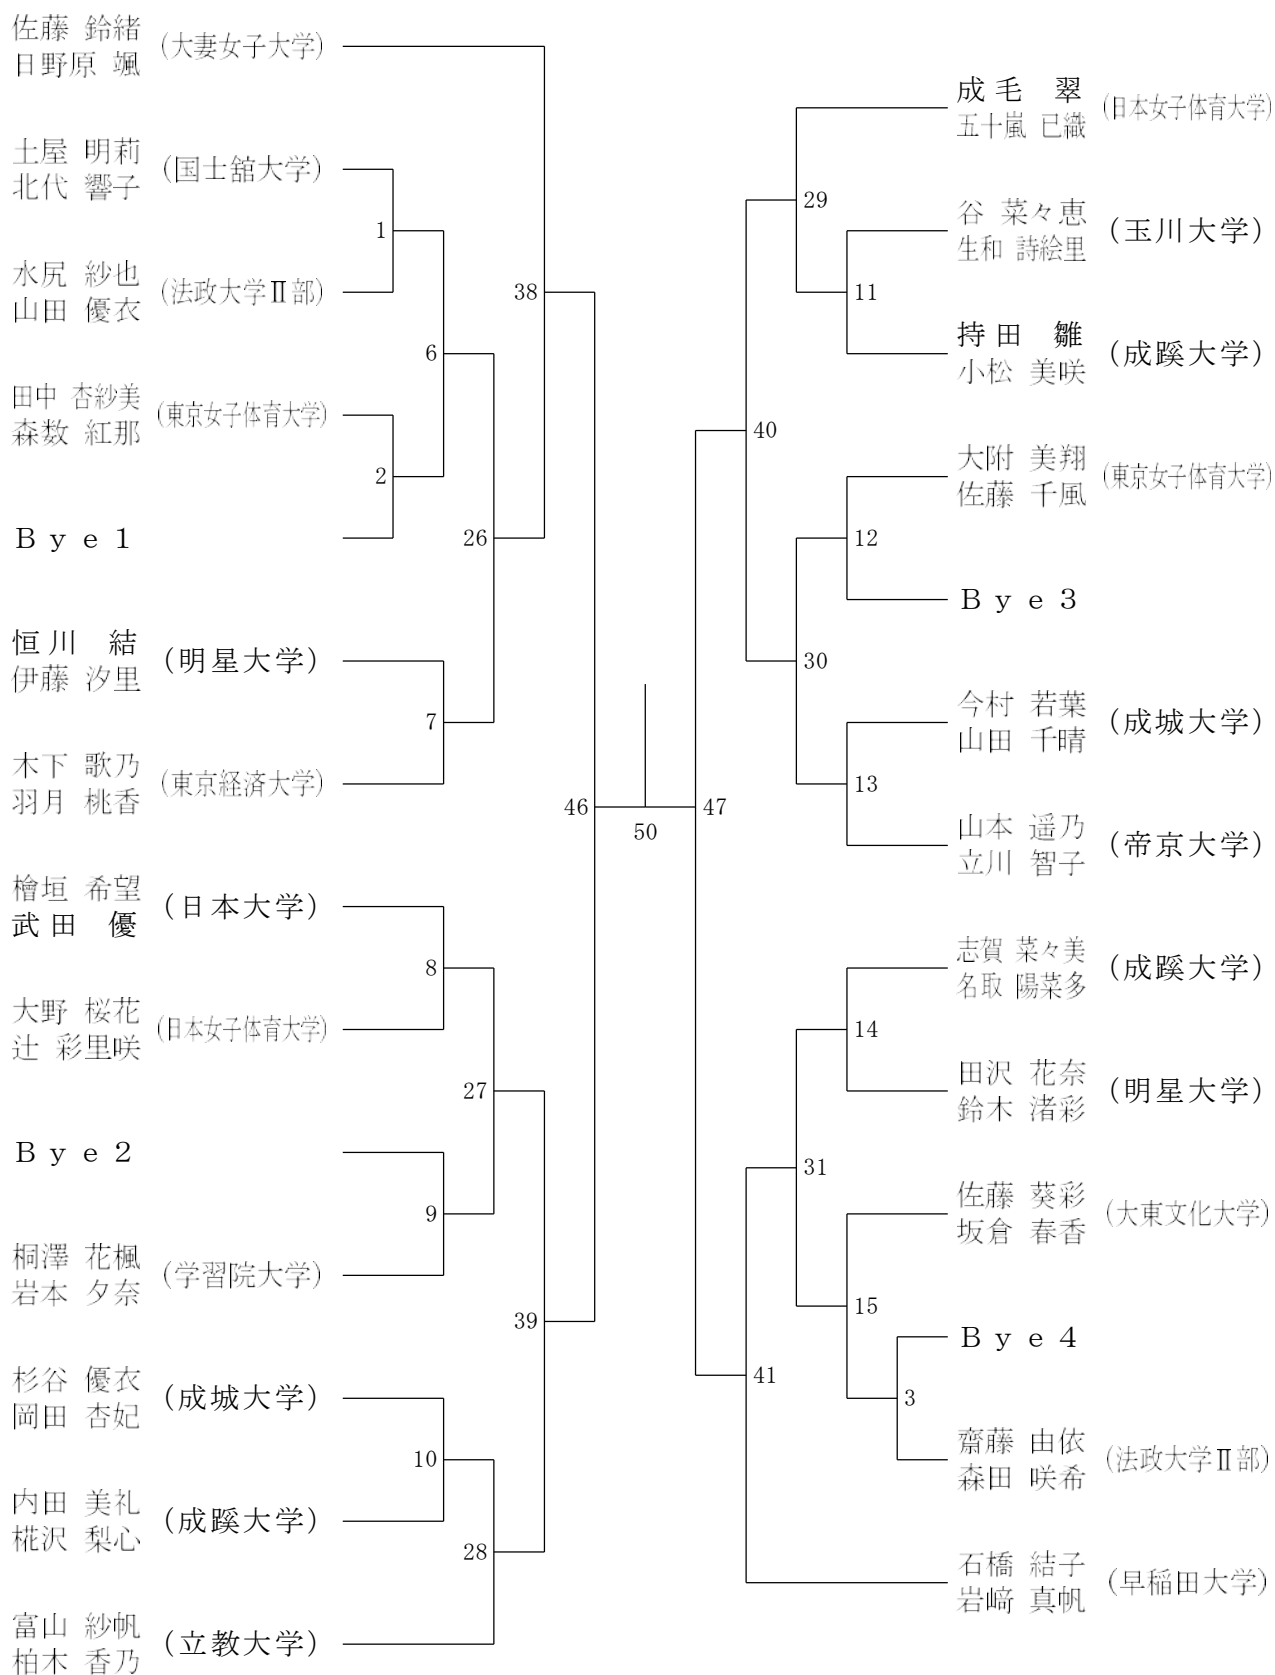 佐藤 鈴緒
日野原 颯
(大妻女子大学)
土屋 明莉
北代 響子
(国士舘大学)
1
水尻 紗也
山田 優衣
(法政大学Ⅱ部)
38
6
田中 杏紗美
森数 紅那
(東京女子体育大学)
2
Bye1
26
恒川 結
伊藤 汐里
(明星大学)
7
木下 歌乃
羽月 桃香
(東京経済大学)
46
50
47
檜垣 希望
武田 優
(日本大学)
8
大野 桜花
辻 彩里咲
(日本女子体育大学)
27
Bye2
9
桐澤 花楓
岩本 夕奈
(学習院大学)
39
杉谷 優衣
岡田 杏妃
(成城大学)
10
内田 美礼
椛沢 梨心
(成蹊大学)
28
富山 紗帆
柏木 香乃
(立教大学)
成毛 翠
五十嵐 已織
(日本女子体育大学)
29
谷 菜々恵
生和 詩絵里
(玉川大学)
11
持田 雛
小松 美咲
(成蹊大学)
40
大附 美翔
佐藤 千風
(東京女子体育大学)
12
Bye3
30
今村 若葉
山田 千晴
(成城大学)
13
山本 遥乃
立川 智子
(帝京大学)
志賀 菜々美
名取 陽菜多
(成蹊大学)
14
田沢 花奈
鈴木 渚彩
(明星大学)
31
佐藤 葵彩
坂倉 春香
(大東文化大学)
15
Bye4
41
3
齋藤 由依
森田 咲希
(法政大学Ⅱ部)
石橋 結子
岩﨑 真帆
(早稲田大学)